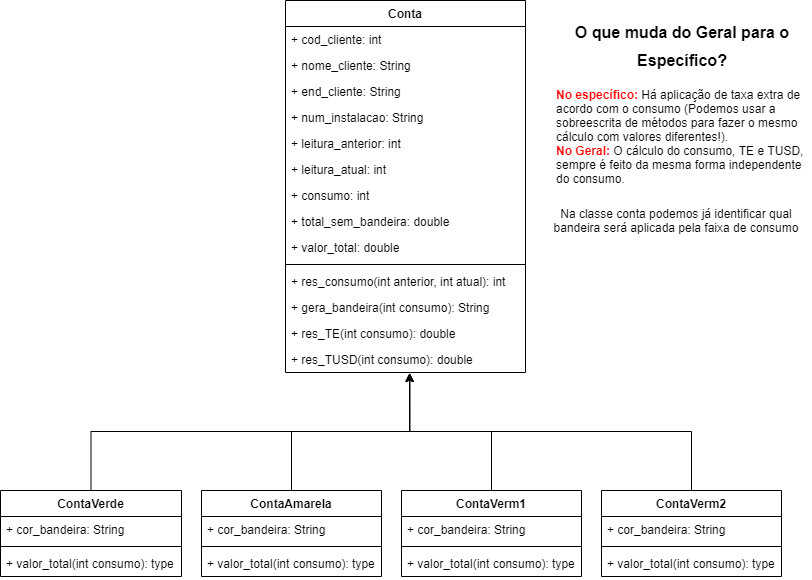 Conta
+ cod_cliente: int
+ nome_cliente: String
+ end_cliente: String
+ num_instalacao: String
+ leitura_anterior: int
+ leitura_atual: int
+ consumo: int
+ total_sem_bandeira: double
+ valor_total: double
+ res_consumo(int anterior, int atual): int
+ gera_bandeira(int consumo): String
+ res_TE(int consumo): double
+ res_TUSD(int consumo): double
O que muda do Geral para o
Específico?
No específico: Há aplicação de taxa extra de
acordo com o consumo (Podemos usar a
sobreescrita de métodos para fazer o mesmo
cálculo com valores diferentes!).
No Geral: O cálculo do consumo, TE e TUSD,
sempre é feito da mesma forma independente
do consumo.
Na classe conta podemos já identificar qual
bandeira será aplicada pela faixa de consumo
ContaVerde
+ cor_bandeira: String
+ valor_total(int consumo): type
ContaAmarela
+ cor_bandeira: String
+ valor_total(int consumo): type
ContaVerm1
+ cor_bandeira: String
+ valor_total(int consumo): type
ContaVerm2
+ cor_bandeira: String
+ valor_total(int consumo): type